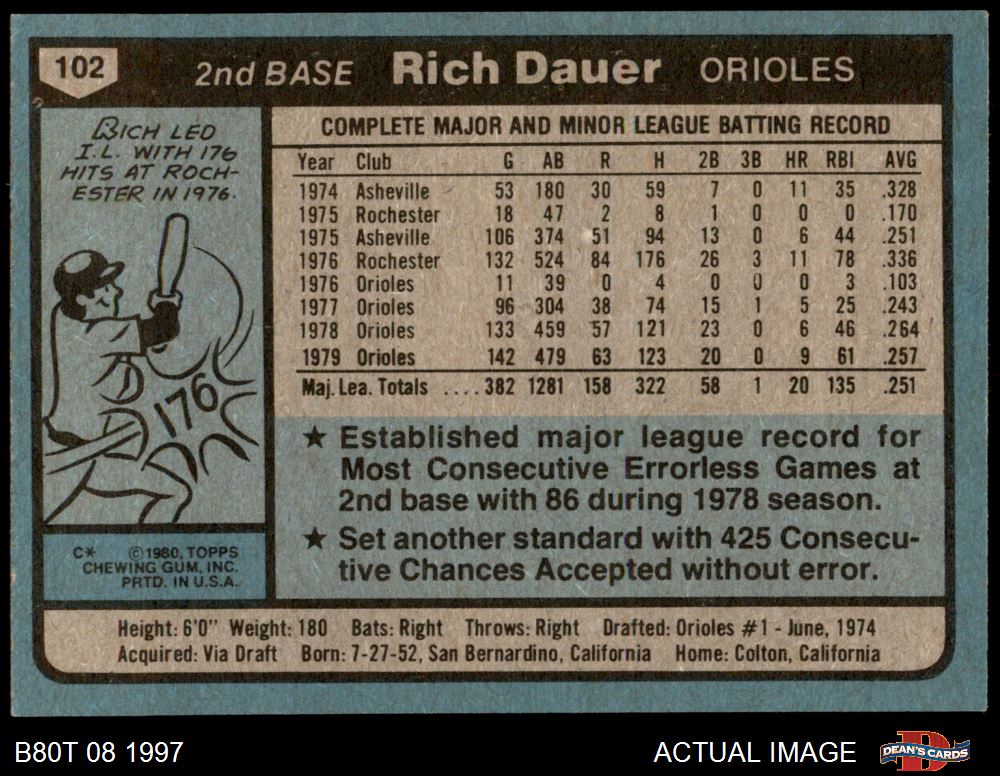 102 2nd BASE Rich Dauer ORIOLES
RICH LED
I.L. WITH 176
HITS AT ROCH-
ESTER IN 1976.
176
C* ©1980, TOPPS
CHEWING GUM, INC.
PRTD. IN U.S.A.
COMPLETE MAJOR AND MINOR LEAGUE BATTING RECORD
Year Club G AB R H 2B 3B HR RBI AVG
1974 Asheville 53 180 30 59 7 0 11 35 .328
1975 Rochester 18 47 2 8 1 0 0 0 .170
1975 Asheville 106 374 51 94 13 0 6 44 .251
1976 Rochester 132 524 84 176 26 3 11 78 .336
1976 Orioles 11 39 0 4 0 0 0 3 .103
1977 Orioles 96 304 38 74 15 1 5 25 .243
1978 Orioles 133 459 57 121 23 0 6 46 .264
1979 Orioles 142 479 63 123 20 0 9 61 .257
Maj. Lea. Totals .... 382 1281 158 322 58 1 20 135 .251
★ Established major league record for
Most Consecutive Errorless Games at
2nd base with 86 during 1978 season.
★ Set another standard with 425 Consecu-
tive Chances Accepted without error.
Height: 6'0" Weight: 180 Bats: Right Throws: Right Drafted: Orioles #1 - June, 1974
Acquired: Via Draft Born: 7-27-52, San Bernardino, California Home: Colton, California
B80T 08 1997 ACTUAL IMAGE D DEAN'S CARDS